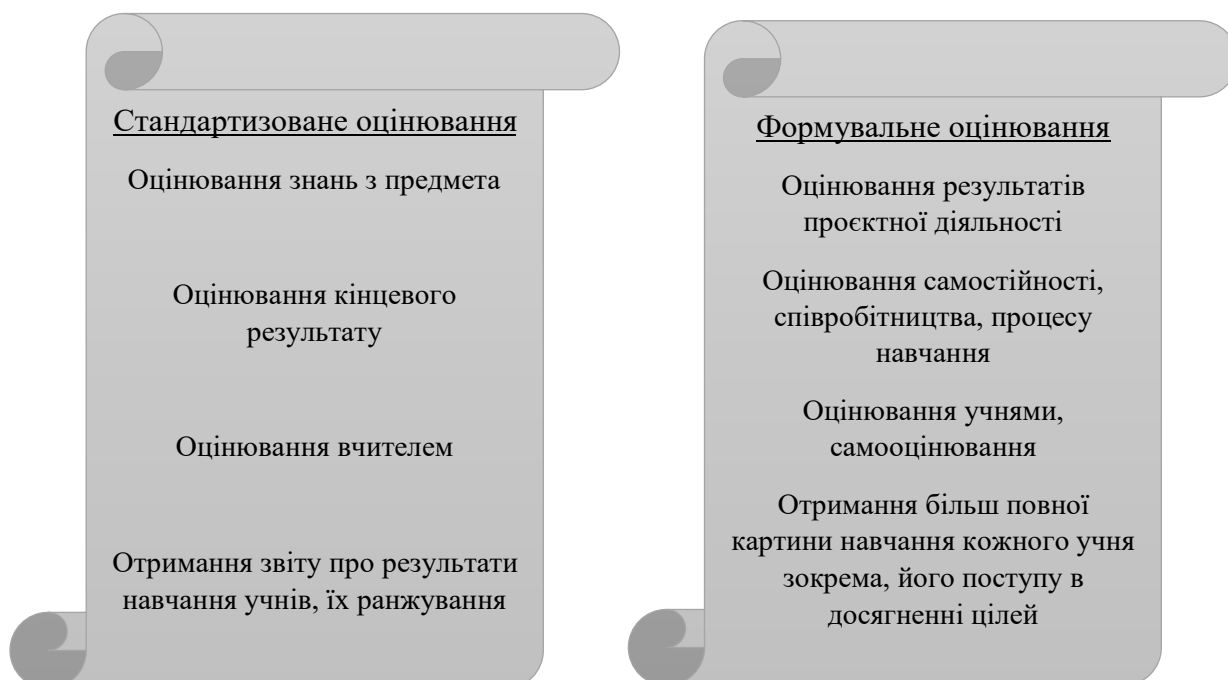 Стандартизоване оцінювання
Оцінювання знань з предмета
Оцінювання кінцевого
результату
Оцінювання вчителем
Отримання звіту про результати
навчання учнів, їх ранжування
Формувальне оцінювання
Оцінювання результатів
проєктної діяльності
Оцінювання самостійності,
співробітництва, процесу
навчання
Оцінювання учнями,
самооцінювання
Отримання більш повної
картини навчання кожного учня
зокрема, його поступу в
досягненні цілей